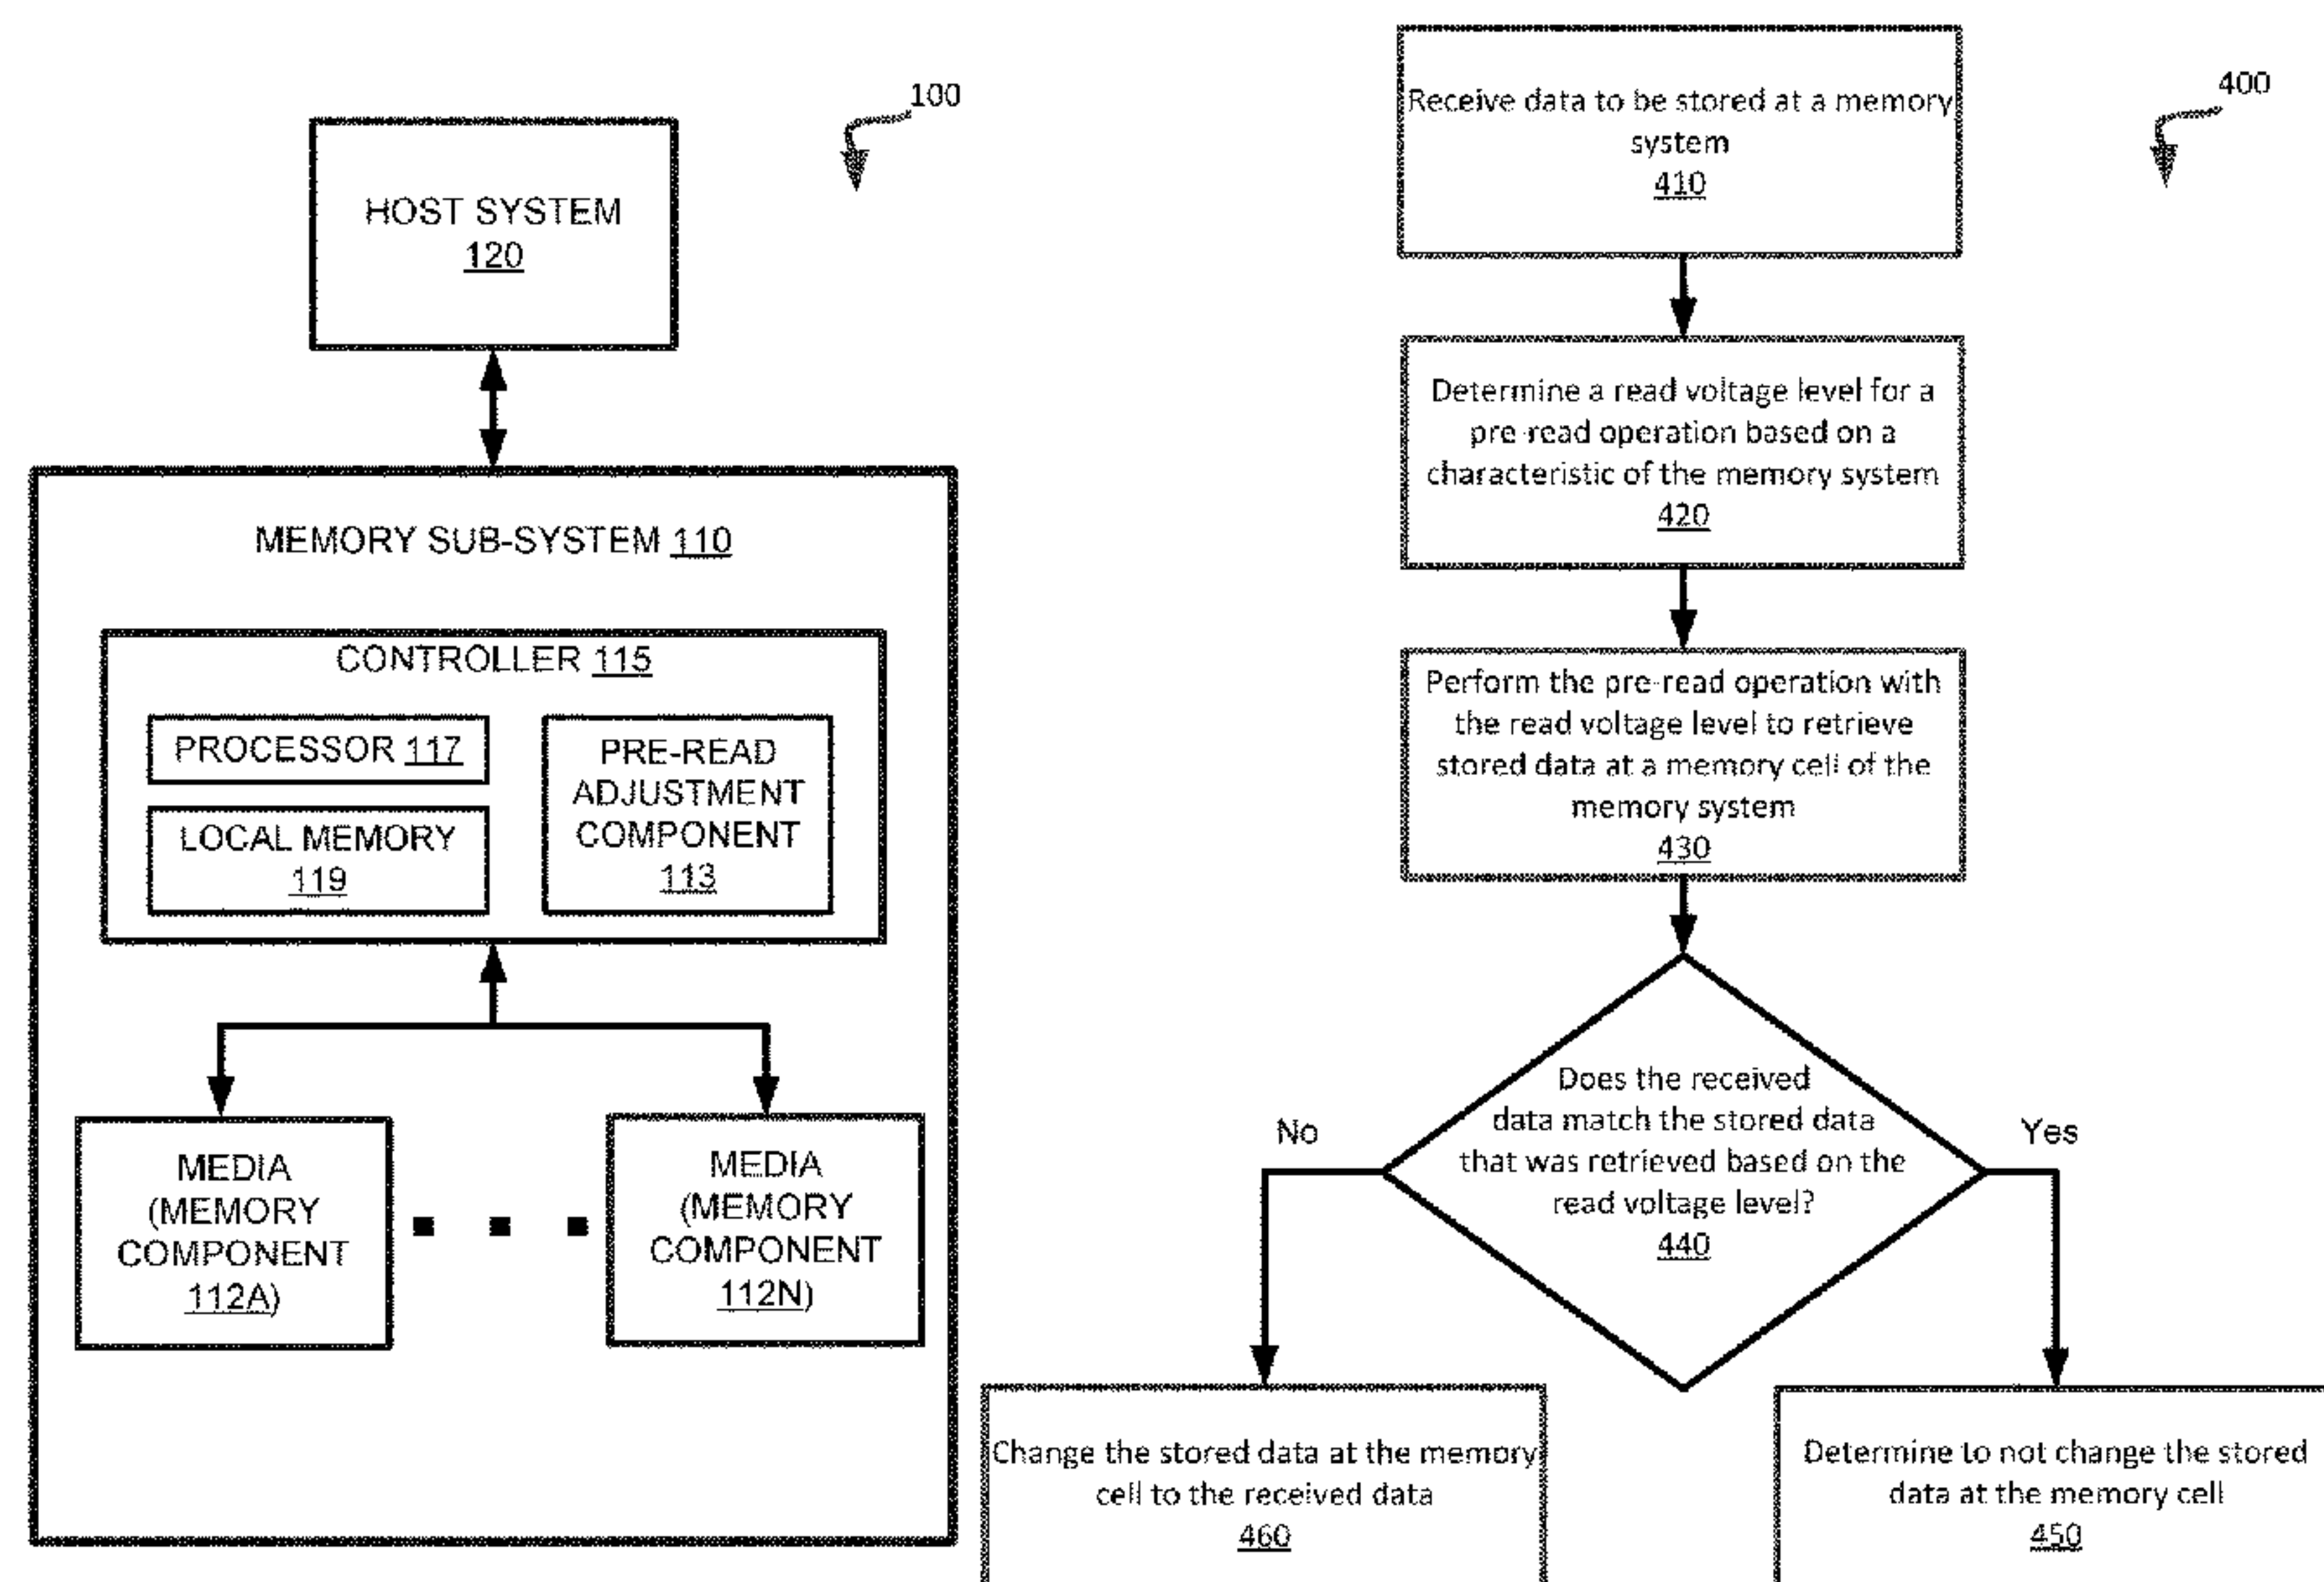 100
HOST SYSTEM
120
MEMORY SUB-SYSTEM 110
CONTROLLER 115
PROCESSOR 117
LOCAL MEMORY
119
PRE-READ
ADJUSTMENT
COMPONENT
113
MEDIA
(MEMORY
COMPONENT
112A)
MEDIA
(MEMORY
COMPONENT
112N)
400
Receive data to be stored at a memory
system
410
Determine a read voltage level for a
pre-read operation based on a
characteristic of the memory system
420
Perform the pre-read operation with
the read voltage level to retrieve
stored data at a memory cell of the
memory system
430
Does the received
data match the stored data
that was retrieved based on the
read voltage level?
440
No
Yes
Change the stored data at the memory
cell to the received data
460
Determine to not change the stored
data at the memory cell
450